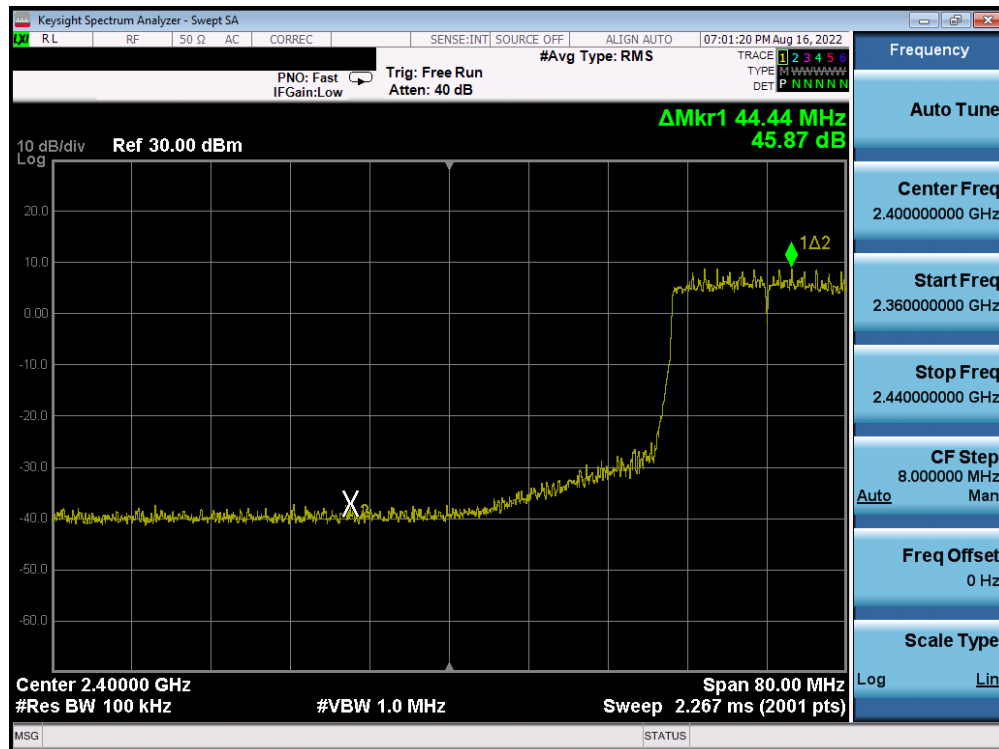 Keysight Spectrum Analyzer - Swept SA
LXI RL RF 50 Ω AC CORREC SENSE:INT SOURCE OFF ALIGN AUTO 07:01:20 PM Aug 16, 2022
#Avg Type: RMS TRACE 1 2 3 4 5 6
PNO: Fast Trig: Free Run TYPE M WWWWW
IFGain:Low Atten: 40 dB DET P N N N N N
ΔMkr1 44.44 MHz
45.87 dB
10 dB/div Ref 30.00 dBm
Log
20.0
1Δ2
10.0
0.00
-10.0
-20.0
-30.0
X2
-40.0
-50.0
-60.0
Center 2.40000 GHz Span 80.00 MHz
#Res BW 100 kHz #VBW 1.0 MHz Sweep 2.267 ms (2001 pts)
MSG STATUS
Frequency
Auto Tune
Center Freq
2.400000000 GHz
Start Freq
2.360000000 GHz
Stop Freq
2.440000000 GHz
CF Step
8.000000 MHz
Auto Man
Freq Offset
0 Hz
Scale Type
Log Lin